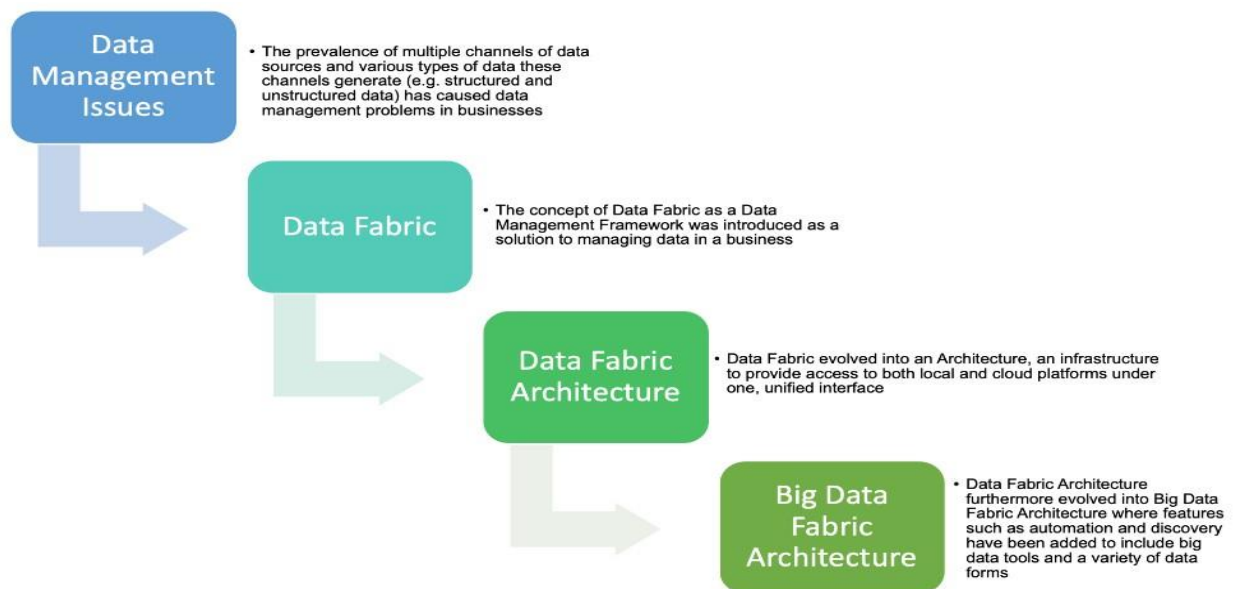 Data
Management
Issues
• The prevalence of multiple channels of data
sources and various types of data these
channels generate (e.g. structured and
unstructured data) has caused data
management problems in businesses
Data Fabric
• The concept of Data Fabric as a Data
Management Framework was introduced as a
solution to managing data in a business
Data Fabric
Architecture
• Data Fabric evolved into an Architecture, an infrastructure
to provide access to both local and cloud platforms under
one, unified interface
Big Data
Fabric
Architecture
• Data Fabric Architecture
furthermore evolved into Big Data
Fabric Architecture where features
such as automation and discovery
have been added to include big
data tools and a variety of data
forms